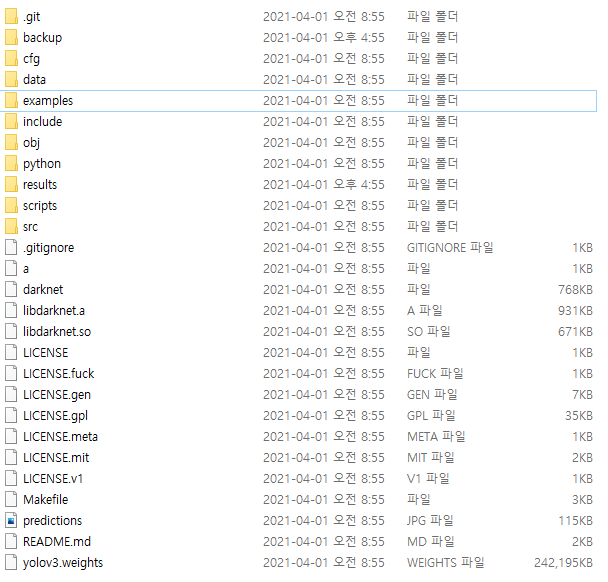 .git 2021-04-01 오전 8:55 파일 폴더
backup 2021-04-01 오후 4:55 파일 폴더
cfg 2021-04-01 오전 8:55 파일 폴더
data 2021-04-01 오전 8:55 파일 폴더
examples 2021-04-01 오전 8:55 파일 폴더
include 2021-04-01 오전 8:55 파일 폴더
obj 2021-04-01 오전 8:55 파일 폴더
python 2021-04-01 오전 8:55 파일 폴더
results 2021-04-01 오후 4:55 파일 폴더
scripts 2021-04-01 오전 8:55 파일 폴더
src 2021-04-01 오전 8:55 파일 폴더
.gitignore 2021-04-01 오전 8:55 GITIGNORE 파일 1KB
a 2021-04-01 오전 8:55 파일 1KB
darknet 2021-04-01 오전 8:55 파일 768KB
libdarknet.a 2021-04-01 오전 8:55 A 파일 931KB
libdarknet.so 2021-04-01 오전 8:55 SO 파일 671KB
LICENSE 2021-04-01 오전 8:55 파일 1KB
LICENSE.fuck 2021-04-01 오전 8:55 FUCK 파일 1KB
LICENSE.gen 2021-04-01 오전 8:55 GEN 파일 7KB
LICENSE.gpl 2021-04-01 오전 8:55 GPL 파일 35KB
LICENSE.meta 2021-04-01 오전 8:55 META 파일 1KB
LICENSE.mit 2021-04-01 오전 8:55 MIT 파일 2KB
LICENSE.v1 2021-04-01 오전 8:55 V1 파일 1KB
Makefile 2021-04-01 오전 8:55 파일 3KB
predictions 2021-04-01 오전 8:55 JPG 파일 115KB
README.md 2021-04-01 오전 8:55 MD 파일 2KB
yolov3.weights 2021-04-01 오전 8:55 WEIGHTS 파일 242,195KB